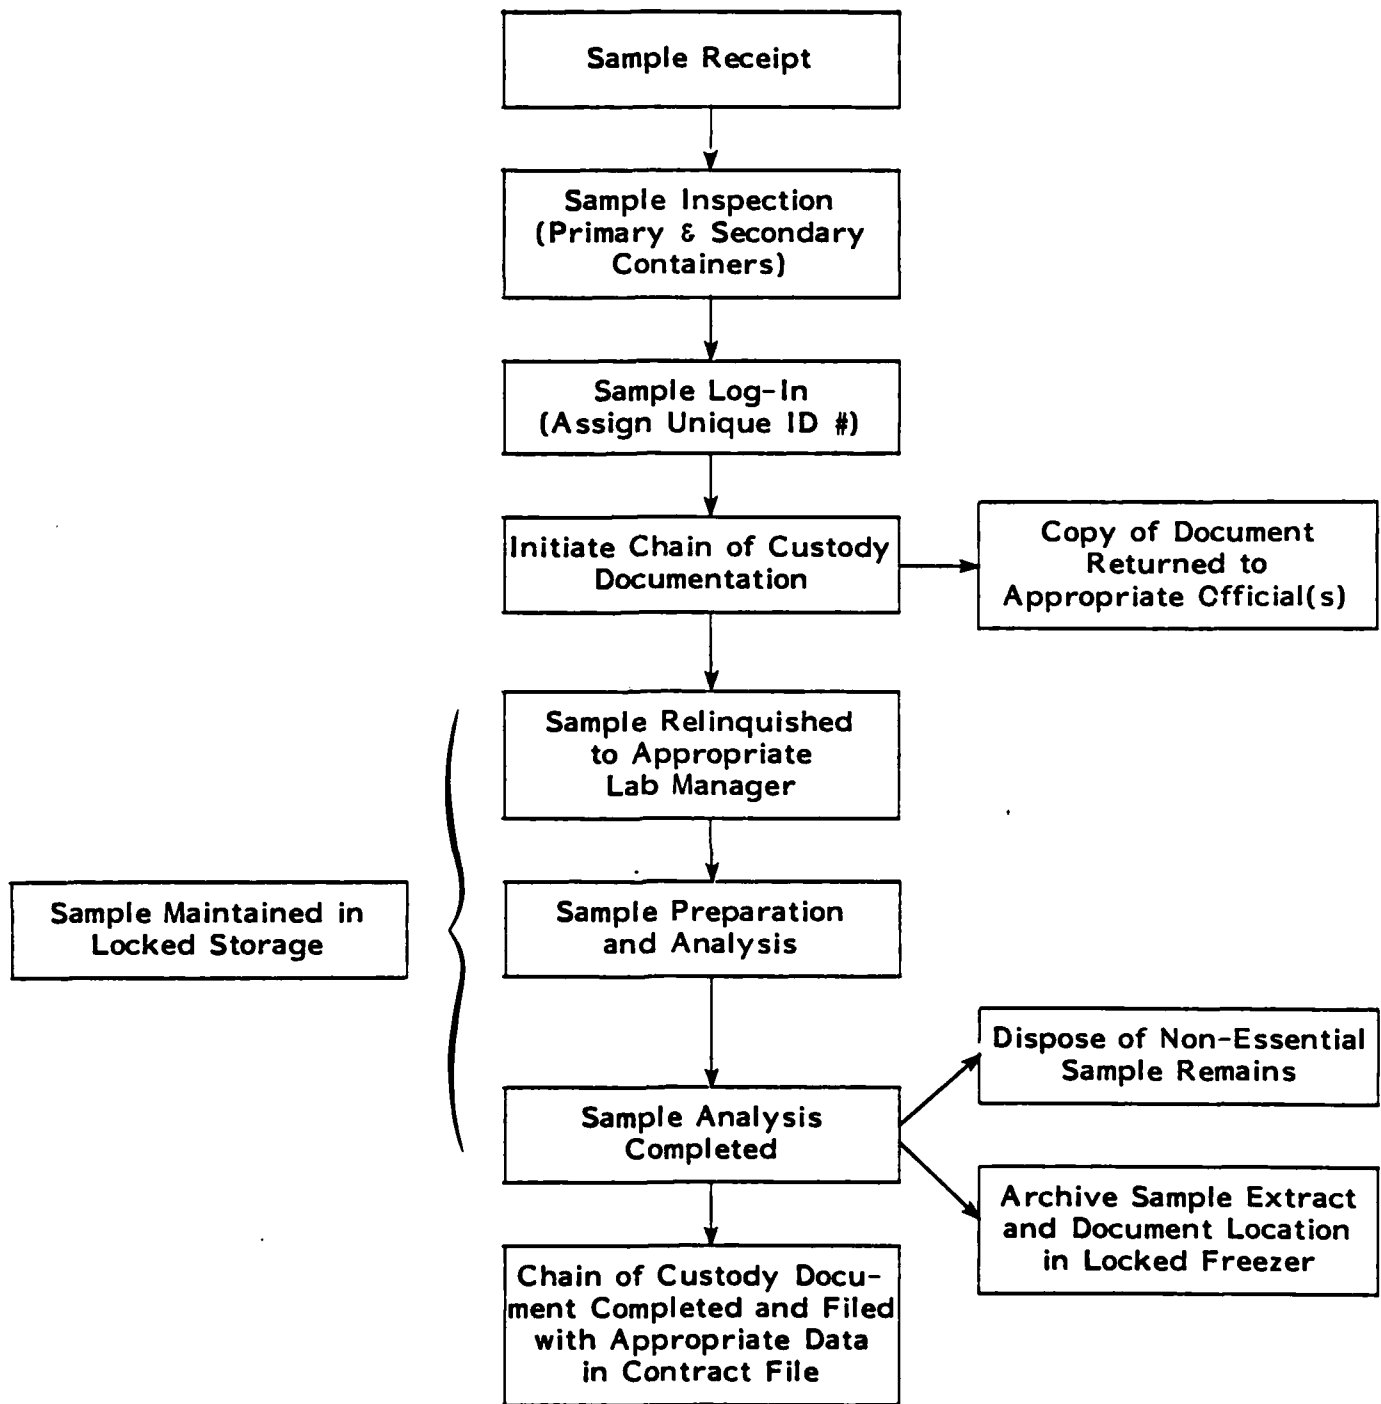 Sample Receipt
Sample Inspection
(Primary & Secondary
Containers)
Sample Log-In
(Assign Unique ID #)
Initiate Chain of Custody
Documentation
Copy of Document
Returned to
Appropriate Official(s)
Sample Relinquished
to Appropriate
Lab Manager
Sample Maintained in
Locked Storage
Sample Preparation
and Analysis
Dispose of Non-Essential
Sample Remains
Sample Analysis
Completed
Archive Sample Extract
and Document Location
in Locked Freezer
Chain of Custody Docu-
ment Completed and Filed
with Appropriate Data
in Contract File